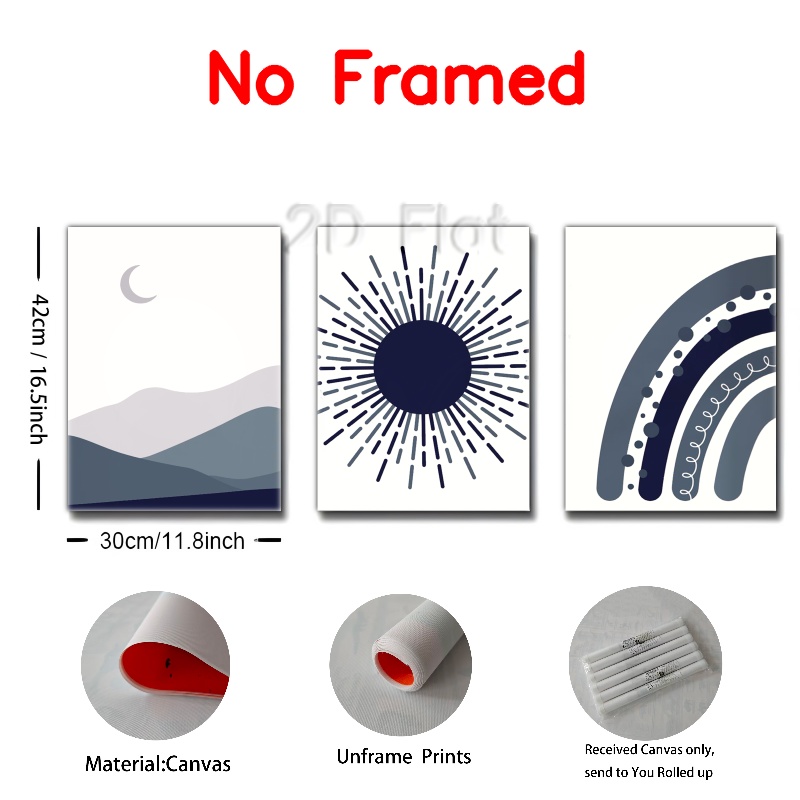 No Framed
2D Flat
42cm / 16.5inch
30cm/11.8inch
Material:Canvas
Unframe Prints
Received Canvas only,
send to You Rolled up